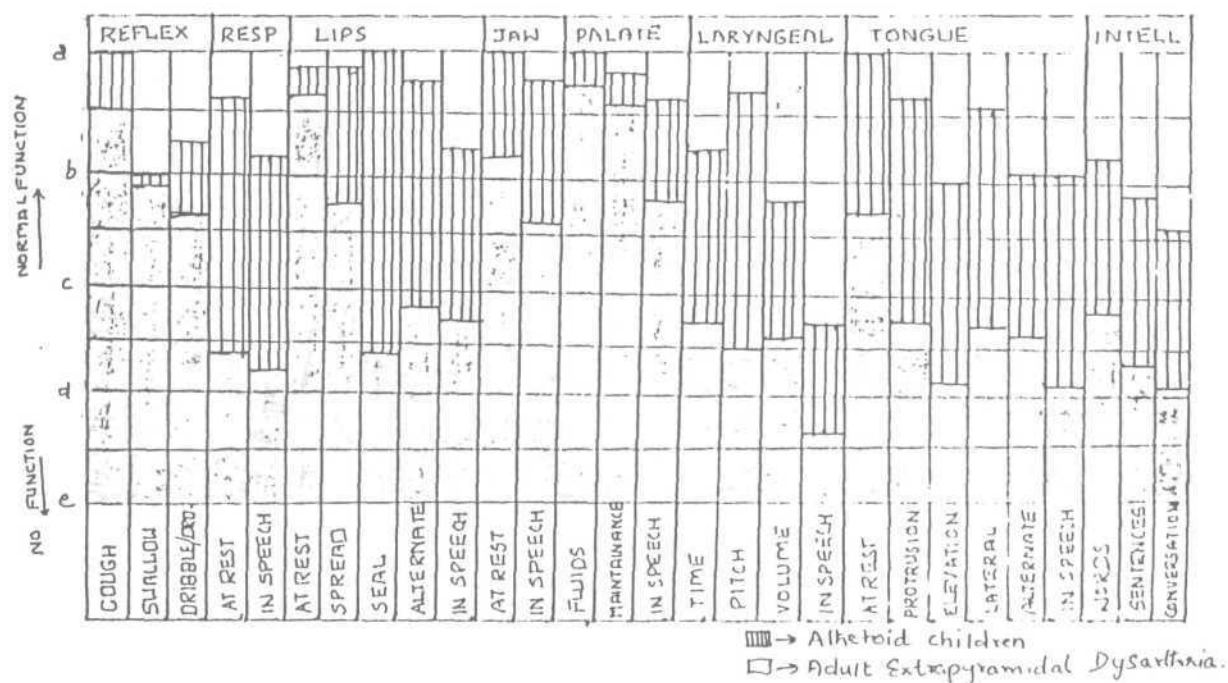 REFLEX RESP LIPS JAW PALATE LARYNGEAL TONGUE INTELL
a
b
c
d
e
NORMAL FUNCTION
NO FUNCTION
COUGH
SWALLOW
DRIBBLE/DRO.
AT REST
IN SPEECH
AT REST
SPREAD
SEAL
ALTERNATE
IN SPEECH
AT REST
IN SPEECH
FLUIDS
MAINTAINANCE
IN SPEECH
TIME
PITCH
VOLUME
IN SPEECH
AT REST
PROTRUSION
ELEVATION
LATERAL
ALTERNATE
IN SPEECH
WORDS
SENTENCES
CONVERSATION
→ Athetoid children
→ Adult Extrapyramidal Dysarthria.